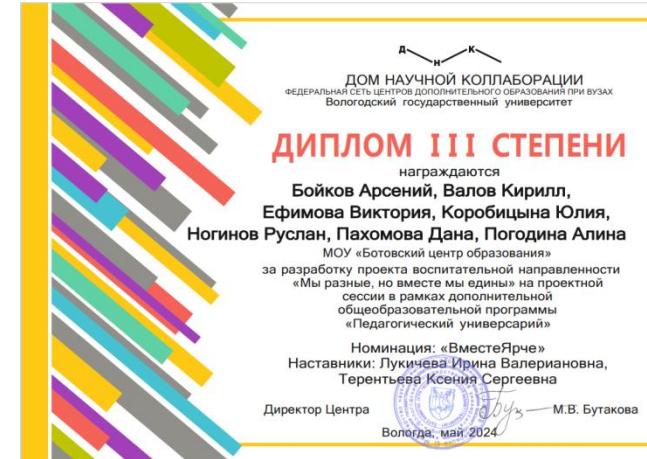 Д К
Н
ДОМ НАУЧНОЙ КОЛЛАБОРАЦИИ
ФЕДЕРАЛЬНАЯ СЕТЬ ЦЕНТРОВ ДОПОЛНИТЕЛЬНОГО ОБРАЗОВАНИЯ ПРИ ВУЗАХ
Вологодский государственный университет
ДИПЛОМ III СТЕПЕНИ
награждаются
Бойков Арсений, Валов Кирилл,
Ефимова Виктория, Коробицына Юлия,
Ногинов Руслан, Пахомова Дана, Погодина Алина
МОУ «Ботовский центр образования»
за разработку проекта воспитательной направленности
«Мы разные, но вместе мы едины» на проектной
сессии в рамках дополнительной
общеобразовательной программы
«Педагогический универсарий»
Номинация: «ВместеЯрче»
Наставники: Лукичева Ирина Валериановна,
Терентьева Ксения Сергеевна
Директор Центра М.В. Бутакова
Вологда, май 2024